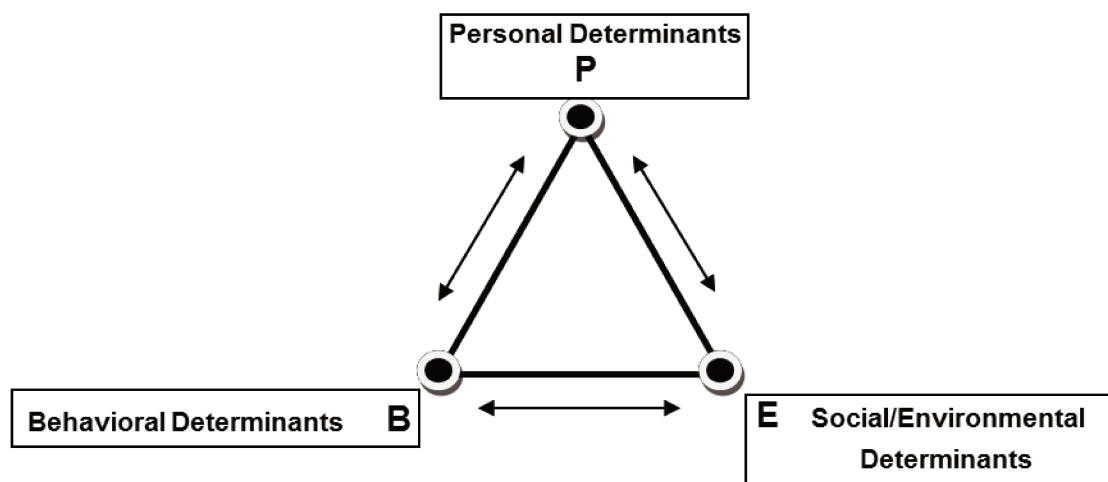 Personal Determinants
P
Behavioral Determinants B
E Social/Environmental
Determinants